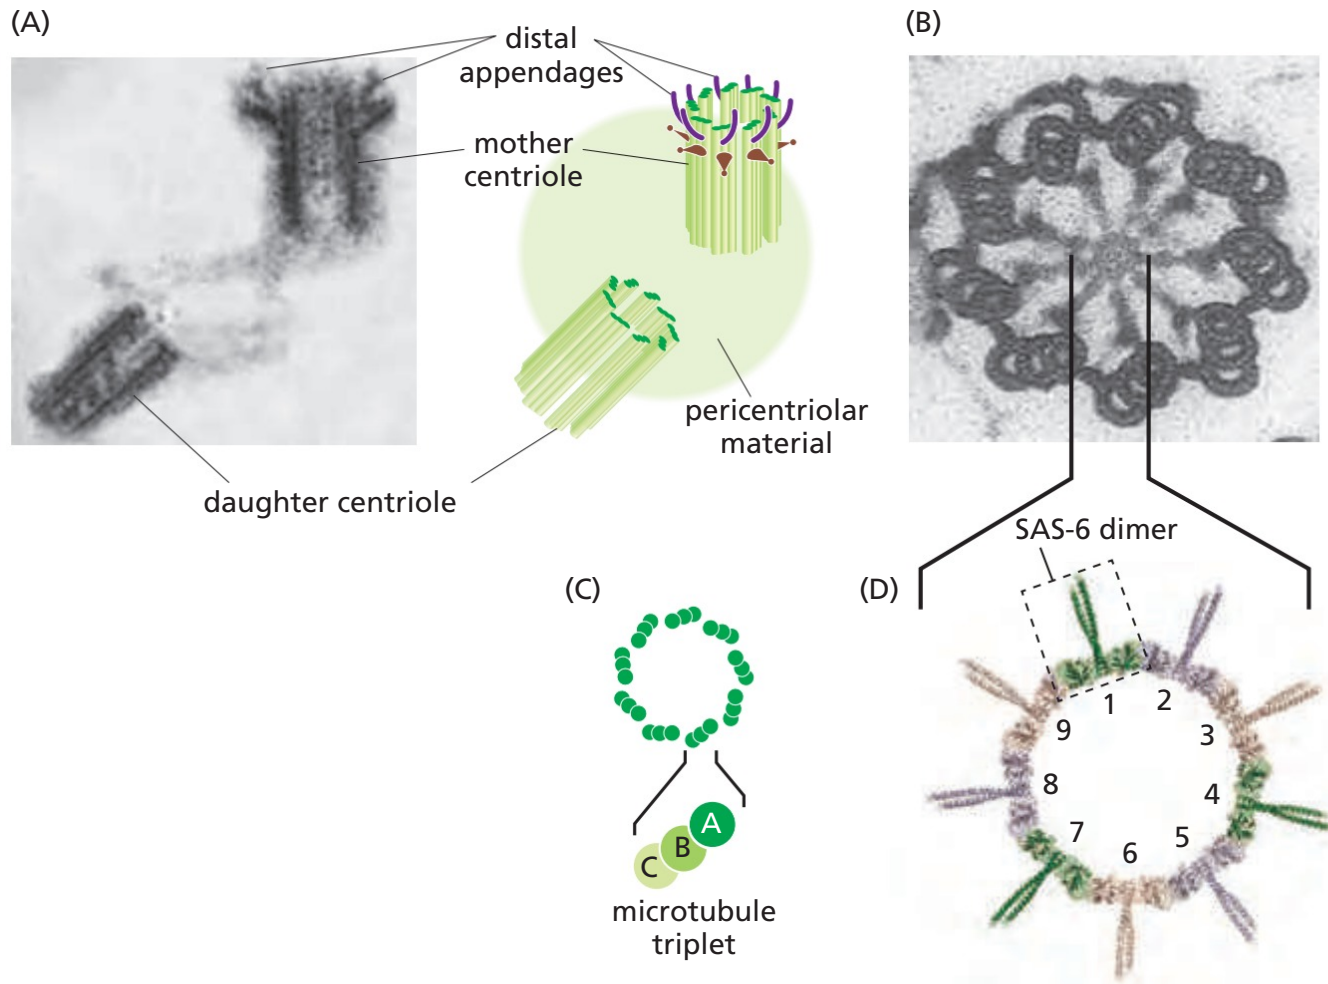 (A)
distal
appendages
mother
centriole
pericentriolar
material
daughter centriole
(B)
SAS-6 dimer
(C)
A
B
C
microtubule
triplet
(D)
1
2
3
4
5
6
7
8
9